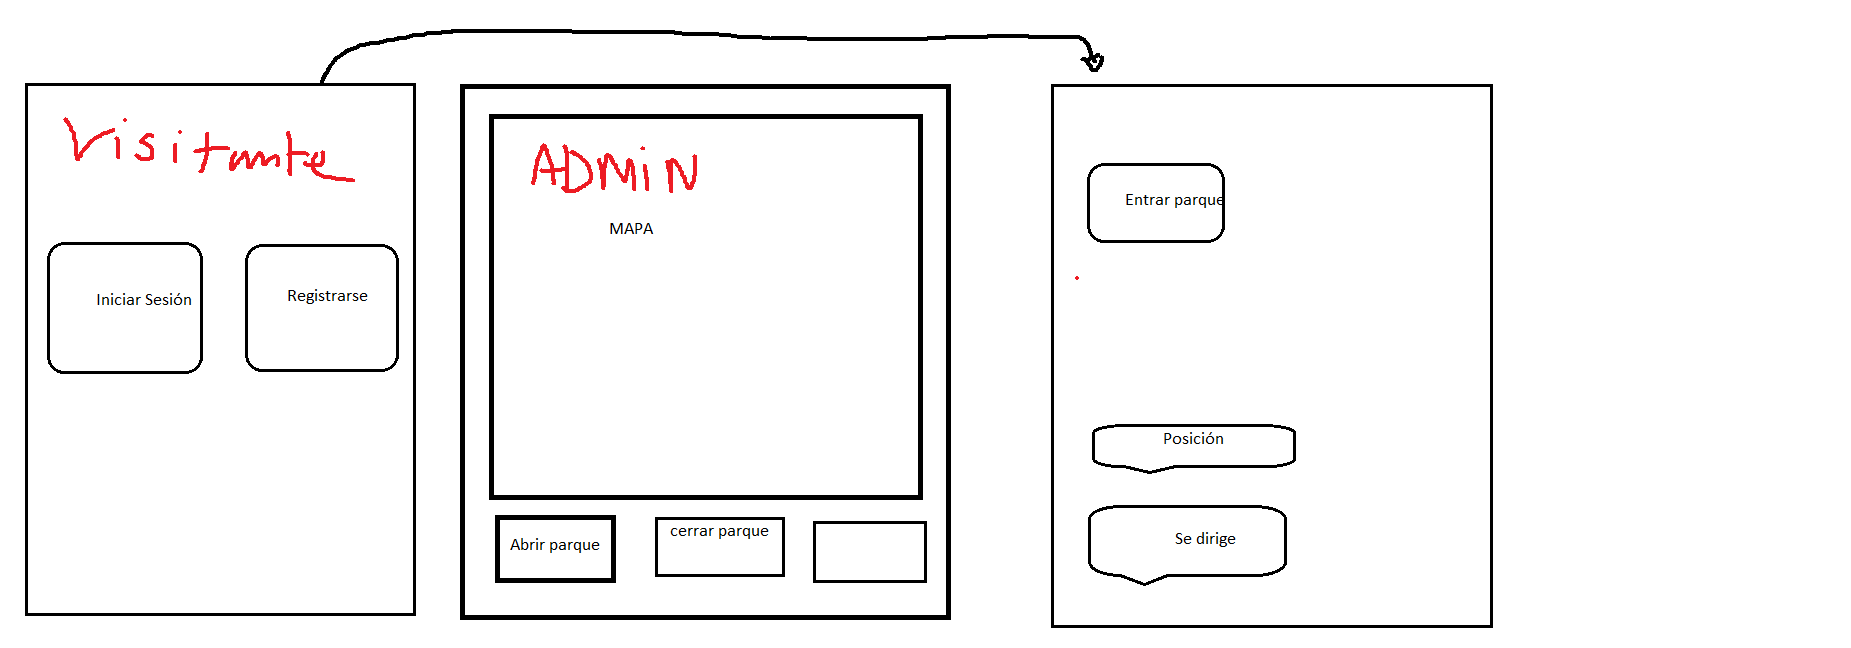 Visitante
Iniciar Sesión
Registrarse
ADMiN
MAPA
Abrir parque
cerrar parque
Entrar parque
Posición
Se dirige